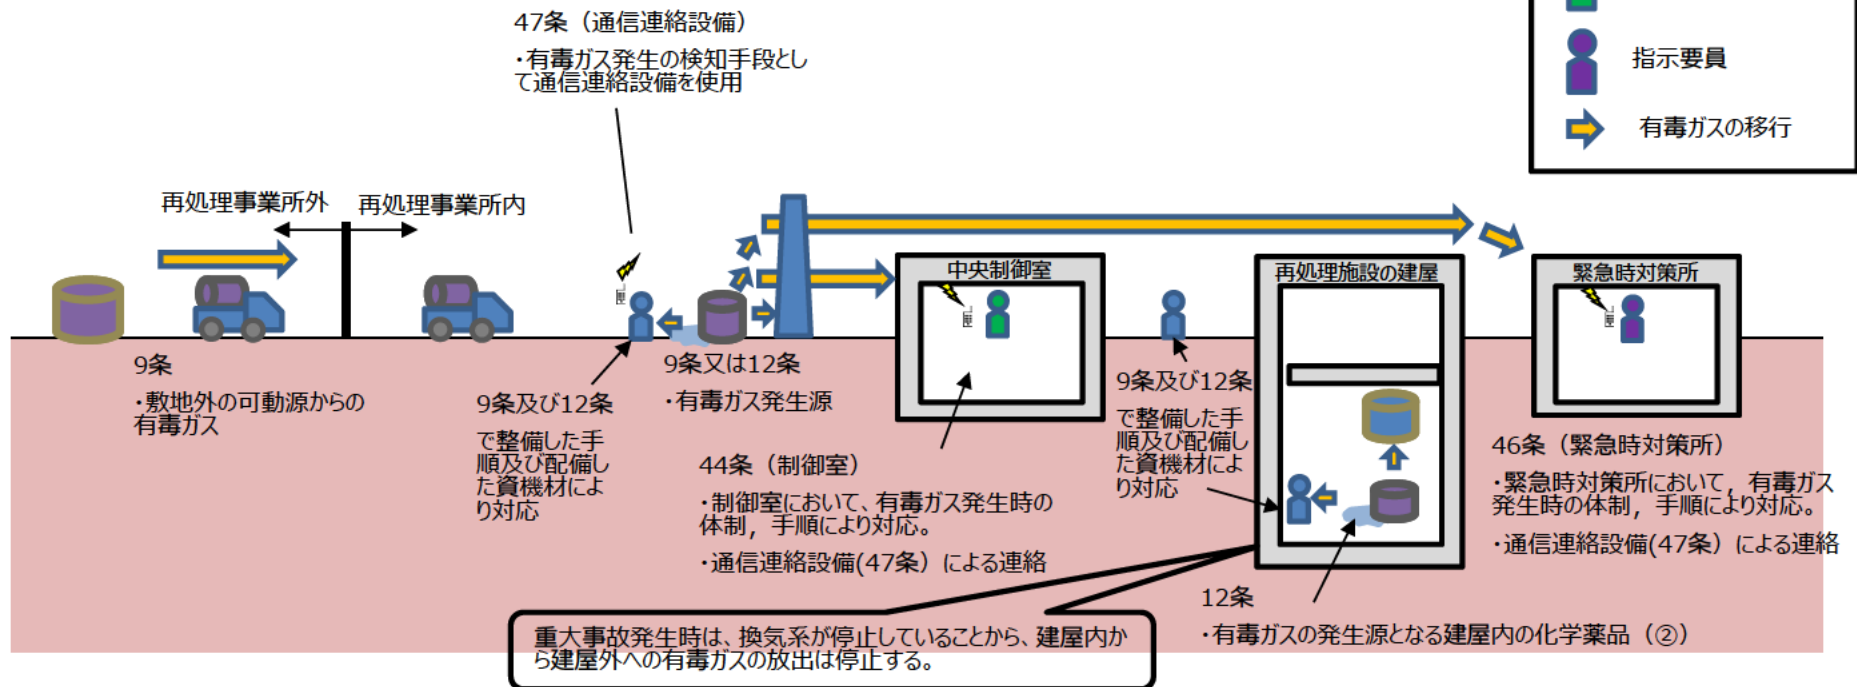 47条（通信連絡設備）
・有毒ガス発生の検知手段とし
て通信連絡設備を使用
指示要員
有毒ガスの移行
再処理事業所外
再処理事業所内
中央制御室
再処理施設の建屋
緊急時対策所
9条
・敷地外の可動源からの
有毒ガス
9条及び12条
で整備した手
順及び配備し
た資機材によ
り対応
9条又は12条
・有毒ガス発生源
44条（制御室）
・制御室において、有毒ガス発生時の
体制，手順により対応。
・通信連絡設備(47条）による連絡
9条及び12条
で整備した手
順及び配備し
た資機材によ
り対応
12条
・有毒ガスの発生源となる建屋内の化学薬品（②）
46条（緊急時対策所）
・緊急時対策所において，有毒ガス
発生時の体制，手順により対応。
・通信連絡設備(47条）による連絡
重大事故発生時は、換気系が停止していることから、建屋内か
ら建屋外への有毒ガスの放出は停止する。